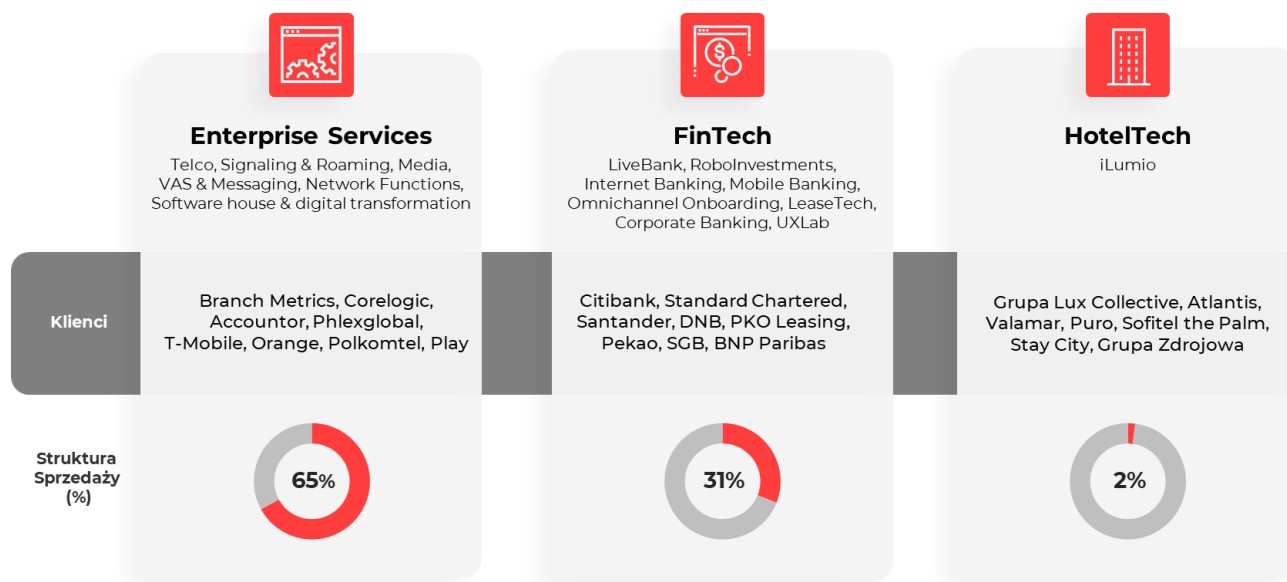 Enterprise Services
Telco, Signaling & Roaming, Media,
VAS & Messaging, Network Functions,
Software house & digital transformation
FinTech
LiveBank, RoboInvestments,
Internet Banking, Mobile Banking,
Omnichannel Onboarding, LeaseTech,
Corporate Banking, UXLab
HotelTech
iLumio
Klienci
Branch Metrics, Corelogic,
Accountor, Phlexglobal,
T-Mobile, Orange, Polkomtel, Play
Citibank, Standard Chartered,
Santander, DNB, PKO Leasing,
Pekao, SGB, BNP Paribas
Grupa Lux Collective, Atlantis,
Valamar, Puro, Sofitel the Palm,
Stay City, Grupa Zdrojowa
Struktura
Sprzedaży
(%)
65%
31%
2%